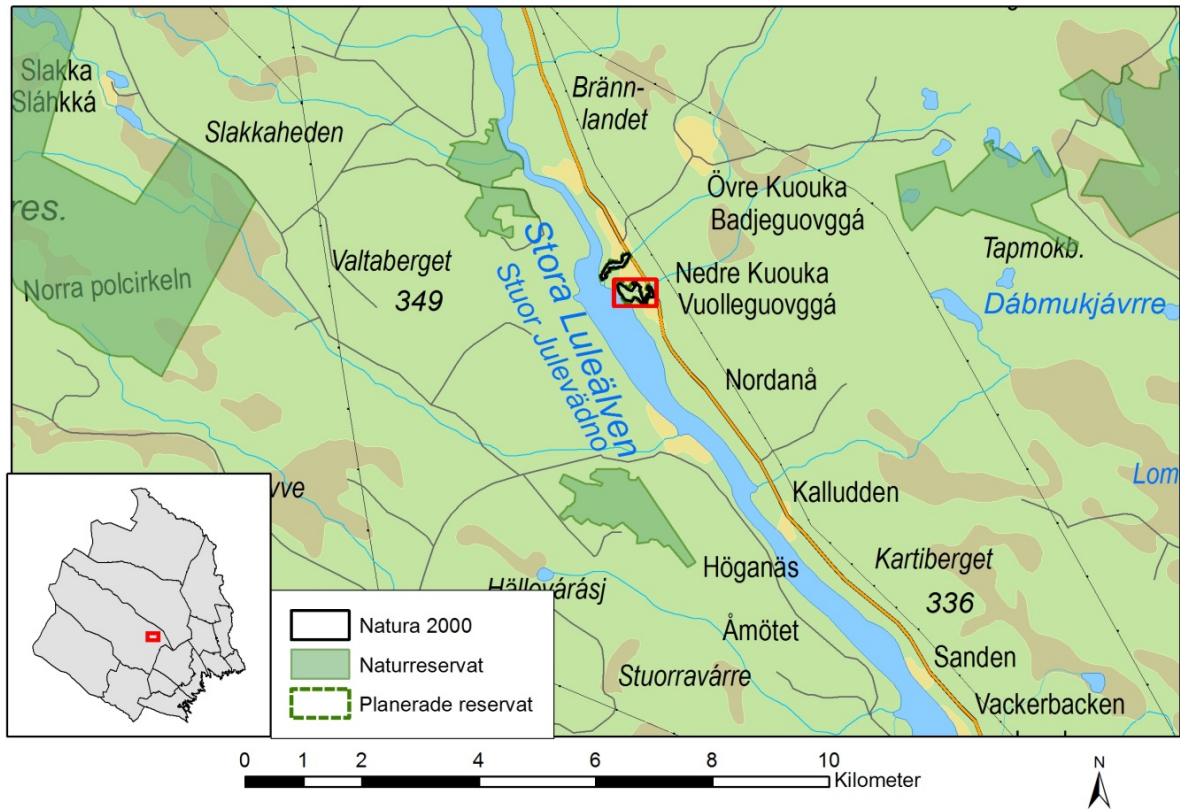 Slakka
Sláhkká
Slakkaheden
Bränn-
landet
Övre Kuouka
Badjeguovggá
res.
Valtaberget
349
Norra polcirkeln
Stora Luleälven
Stuor Julevädno
Nedre Kuouka
Vuolleguovggá
Tapmokb.
Dábmukjávrre
Nordanå
Lom
Kalludden
Höganäs
Kartiberget
336
Åmötet
Stuorravárre
Sanden
Vackerbacken
Natura 2000
Naturreservat
Planerade reservat
0 1 2 4 6 8 10
Kilometer
N